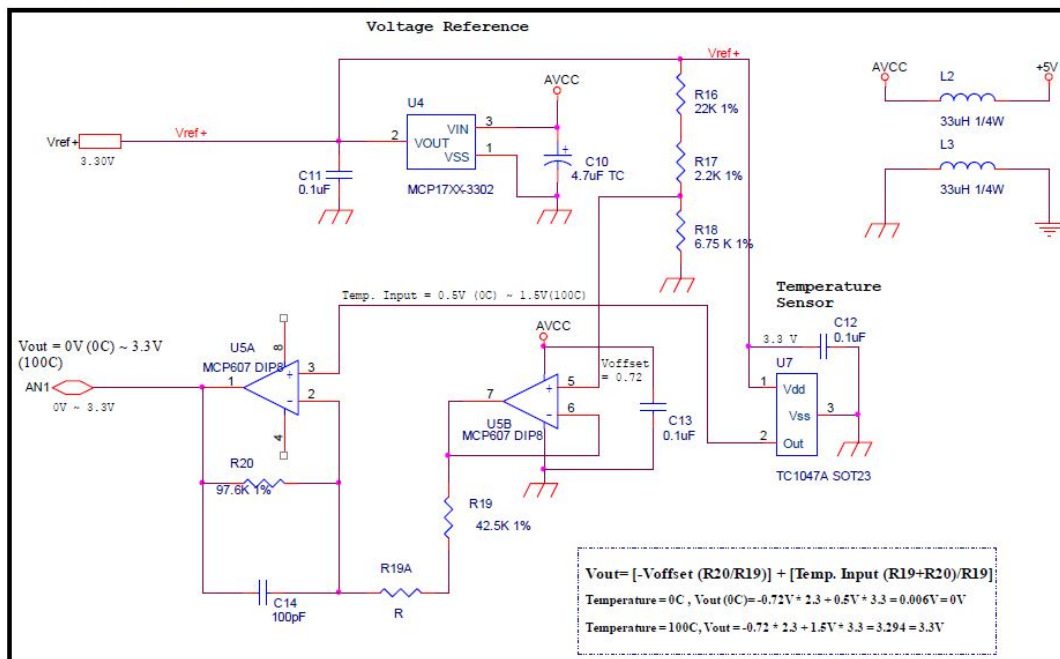 Voltage Reference
Vref+
AVCC
+5V
L2
33uH 1/4W
L3
33uH 1/4W
R16
22K 1%
R17
2.2K 1%
R18
6.75 K 1%
AVCC
U4
VIN
3
2
VOUT
VSS
1
MCP17XX-3302
C10
4.7uF TC
Vref+
Vref+
3.30V
C11
0.1uF
Temp. Input = 0.5V (0C) ~ 1.5V(100C)
Temperature
Sensor
C12
0.1uF
3.3 V
U7
1
Vdd
Vss
3
2
Out
TC1047A SOT23
Vout = 0V (0C) ~ 3.3V
(100C)
AN1
0V ~ 3.3V
U5A
MCP607 DIP8
8
3
+
1
2
-
4
AVCC
Voffset
= 0.72
5
+
7
6
-
U5B
MCP607 DIP8
C13
0.1uF
R20
97.6K 1%
R19
42.5K 1%
R19A
R
C14
100pF
Vout= [-Voffset (R20/R19)] + [Temp. Input (R19+R20)/R19]
Temperature = 0C , Vout (0C)= -0.72V * 2.3 + 0.5V * 3.3 = 0.006V = 0V
Temperature = 100C, Vout = -0.72 * 2.3 + 1.5V * 3.3 = 3.294 = 3.3V